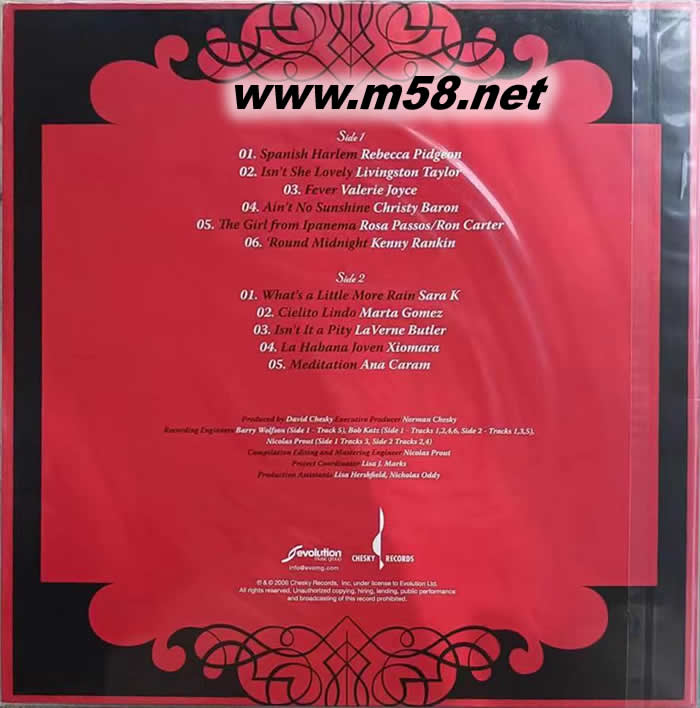 www.m58.net
Side 1
01. Spanish Harlem Rebecca Pidgeon
02. Isn't She Lovely Livingston Taylor
03. Fever Valerie Joyce
04. Ain't No Sunshine Christy Baron
05. The Girl from Ipanema Rosa Passos/Ron Carter
06. 'Round Midnight Kenny Rankin
Side 2
01. What's a Little More Rain Sara K
02. Cielito Lindo Marta Gomez
03. Isn't It a Pity LaVerne Butler
04. La Habana Joven Xiomara
05. Meditation Ana Caram
Produced by David Chesky Executive Producer Norman Chesky
Recording Engineers Barry Wolfson (Side 1 - Track 5), Bob Katz (Side 1 - Tracks 1,2,4,6, Side 2 - Tracks 1,3,5).
Nicolas Prout (Side 1 Tracks 3, Side 2 Tracks 2,4)
Compilation Editing and Mastering Engineer Nicolas Prout
Project Coordinator Lisa J. Marks
Production Assistants Lisa Hershfield, Nicholas Oddy
evolution
music group
info@evomg.com
CHESKY RECORDS
℗ & © 2006 Chesky Records, Inc. under license to Evolution Ltd.
All rights reserved. Unauthorized copying, hiring, lending, public performance
and broadcasting of this record prohibited.